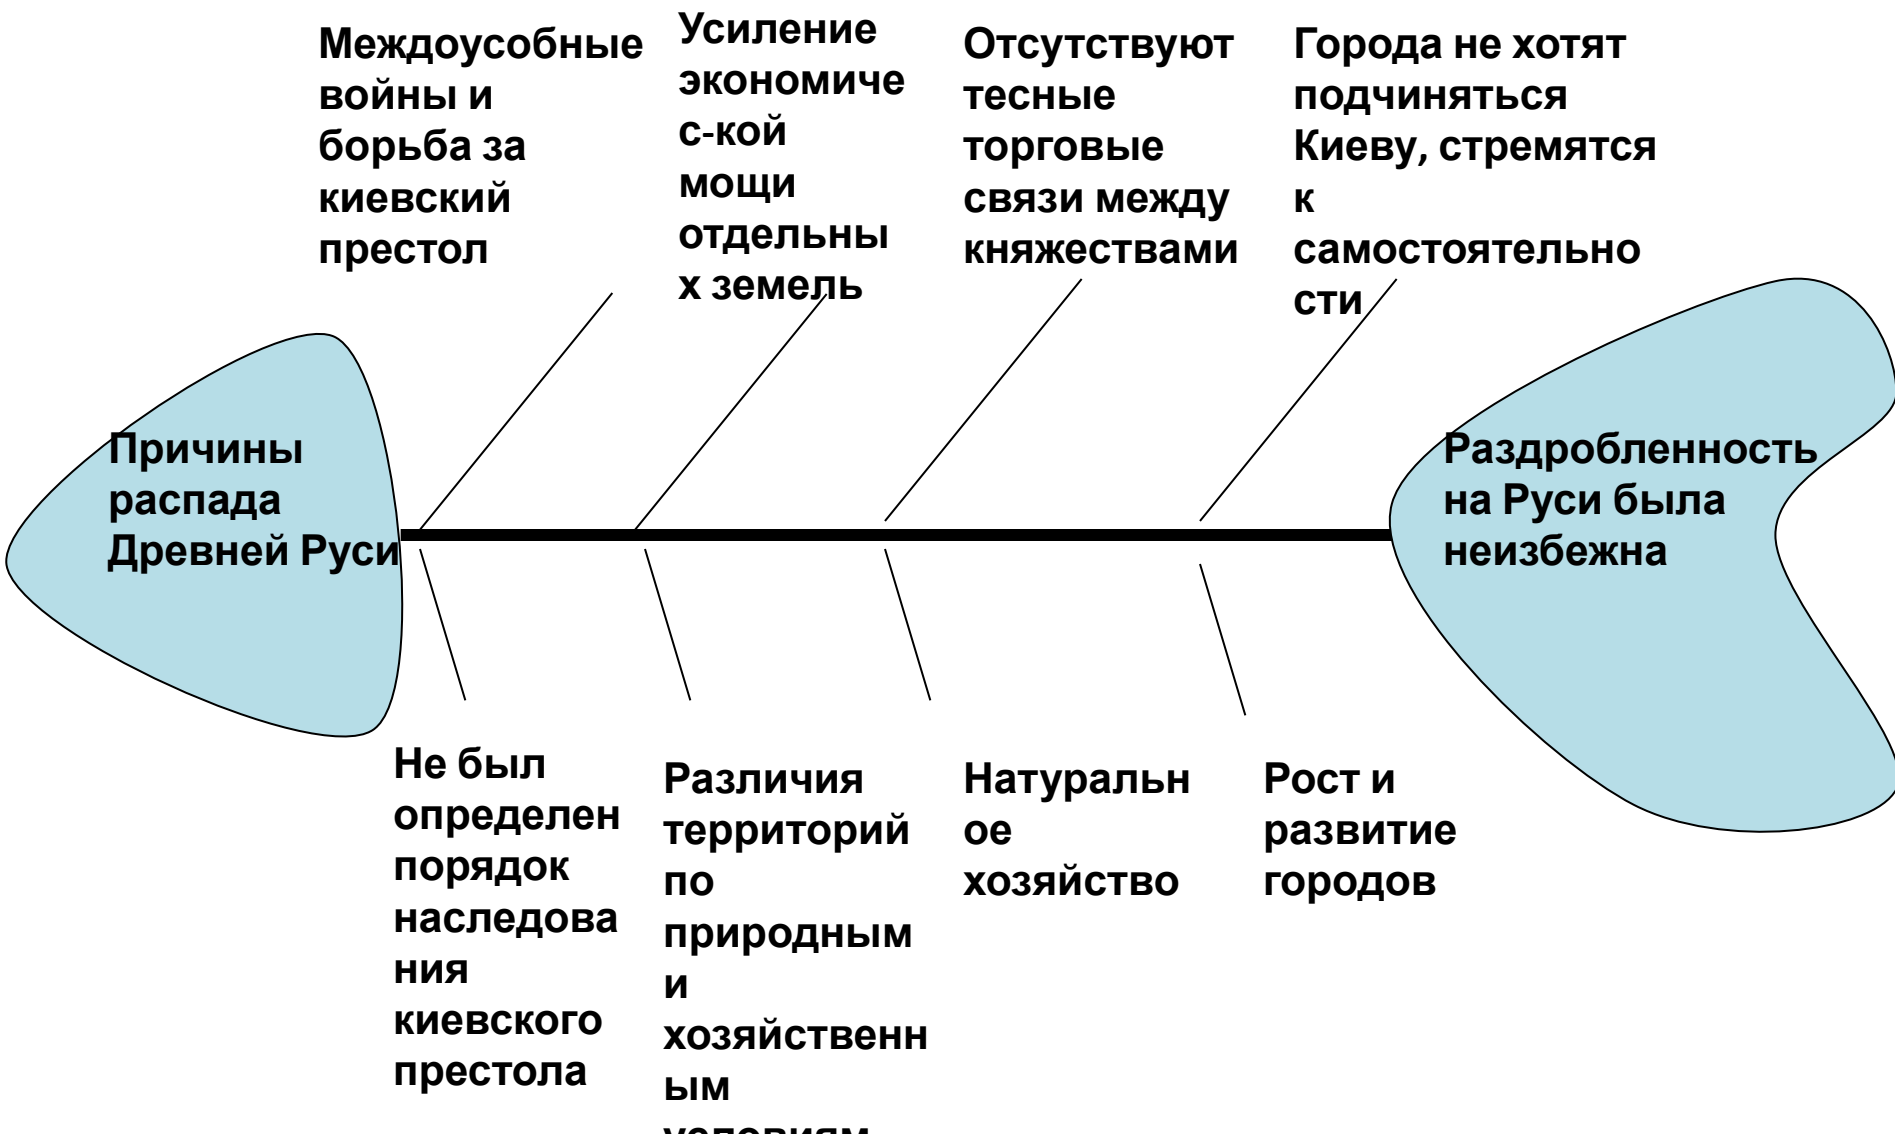 Междоусобные
войны и
борьба за
киевский
престол
Усиление
экономиче
с-кой
мощи
отдельны
х земель
Отсутствуют
тесные
торговые
связи между
княжествами
Города не хотят
подчиняться
Киеву, стремятся
к
самостоятельно
сти
Причины
распада
Древней Руси
Раздробленность
на Руси была
неизбежна
Не был
определен
порядок
наследова
ния
киевского
престола
Различия
территорий
по
природным
и
хозяйственн
ым
условиям
Натуральн
ое
хозяйство
Рост и
развитие
городов